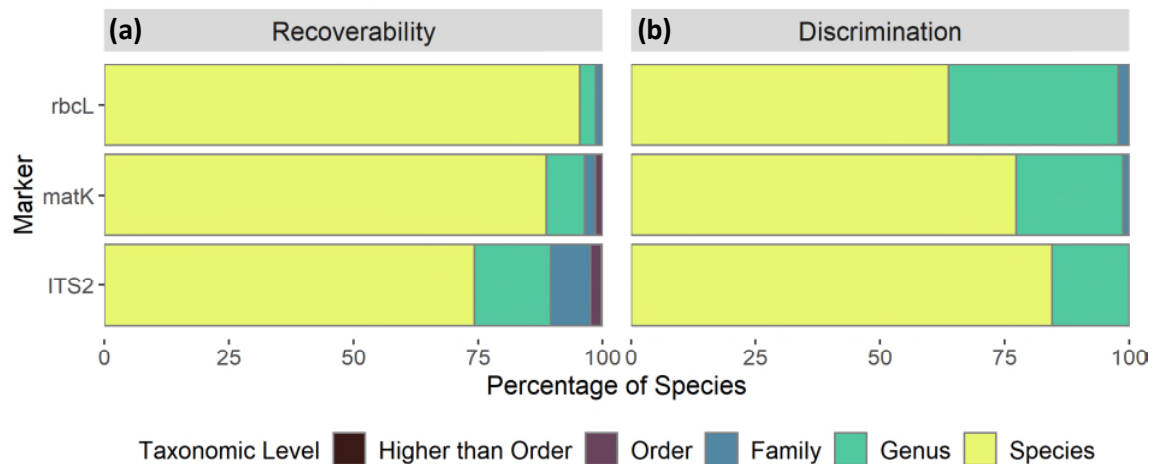 (a) Recoverability (b) Discrimination
rbcL
matK
ITS2
Marker
0 25 50 75 100 0 25 50 75 100
Percentage of Species
Taxonomic Level Higher than Order Order Family Genus Species